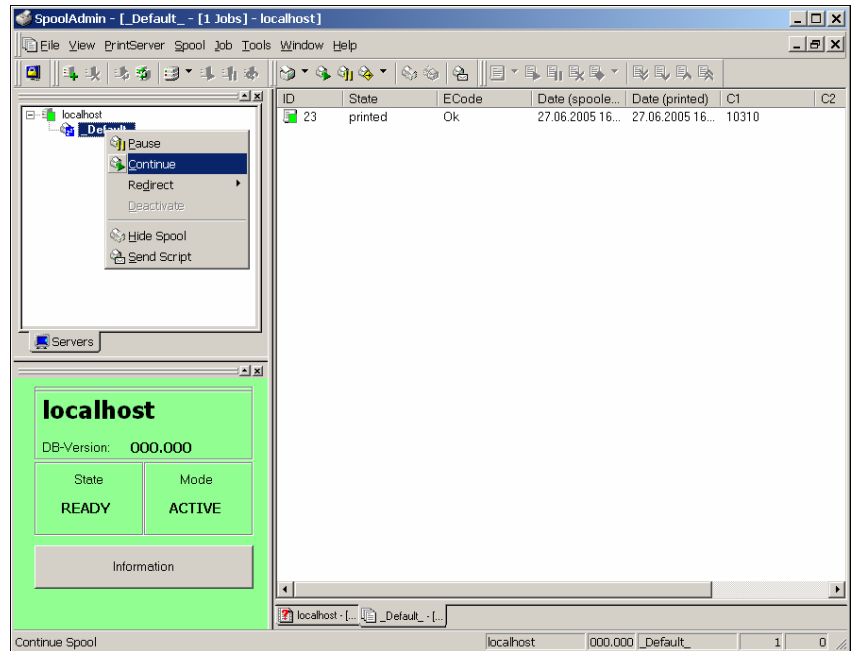 SpoolAdmin - [_Default_ - [1 Jobs] - localhost]
File View PrintServer Spool Job Tools Window Help
localhost
_Default_
Pause
Continue
Redirect
Deactivate
Hide Spool
Send Script
Servers
ID State ECode Date (spoole... Date (printed) C1 C2
23 printed Ok 27.06.2005 16... 27.06.2005 16... 10310
localhost
DB-Version: 000.000
State Mode
READY ACTIVE
Information
localhost - [... _Default_ - [...
Continue Spool localhost 000.000 _Default_ 1 0